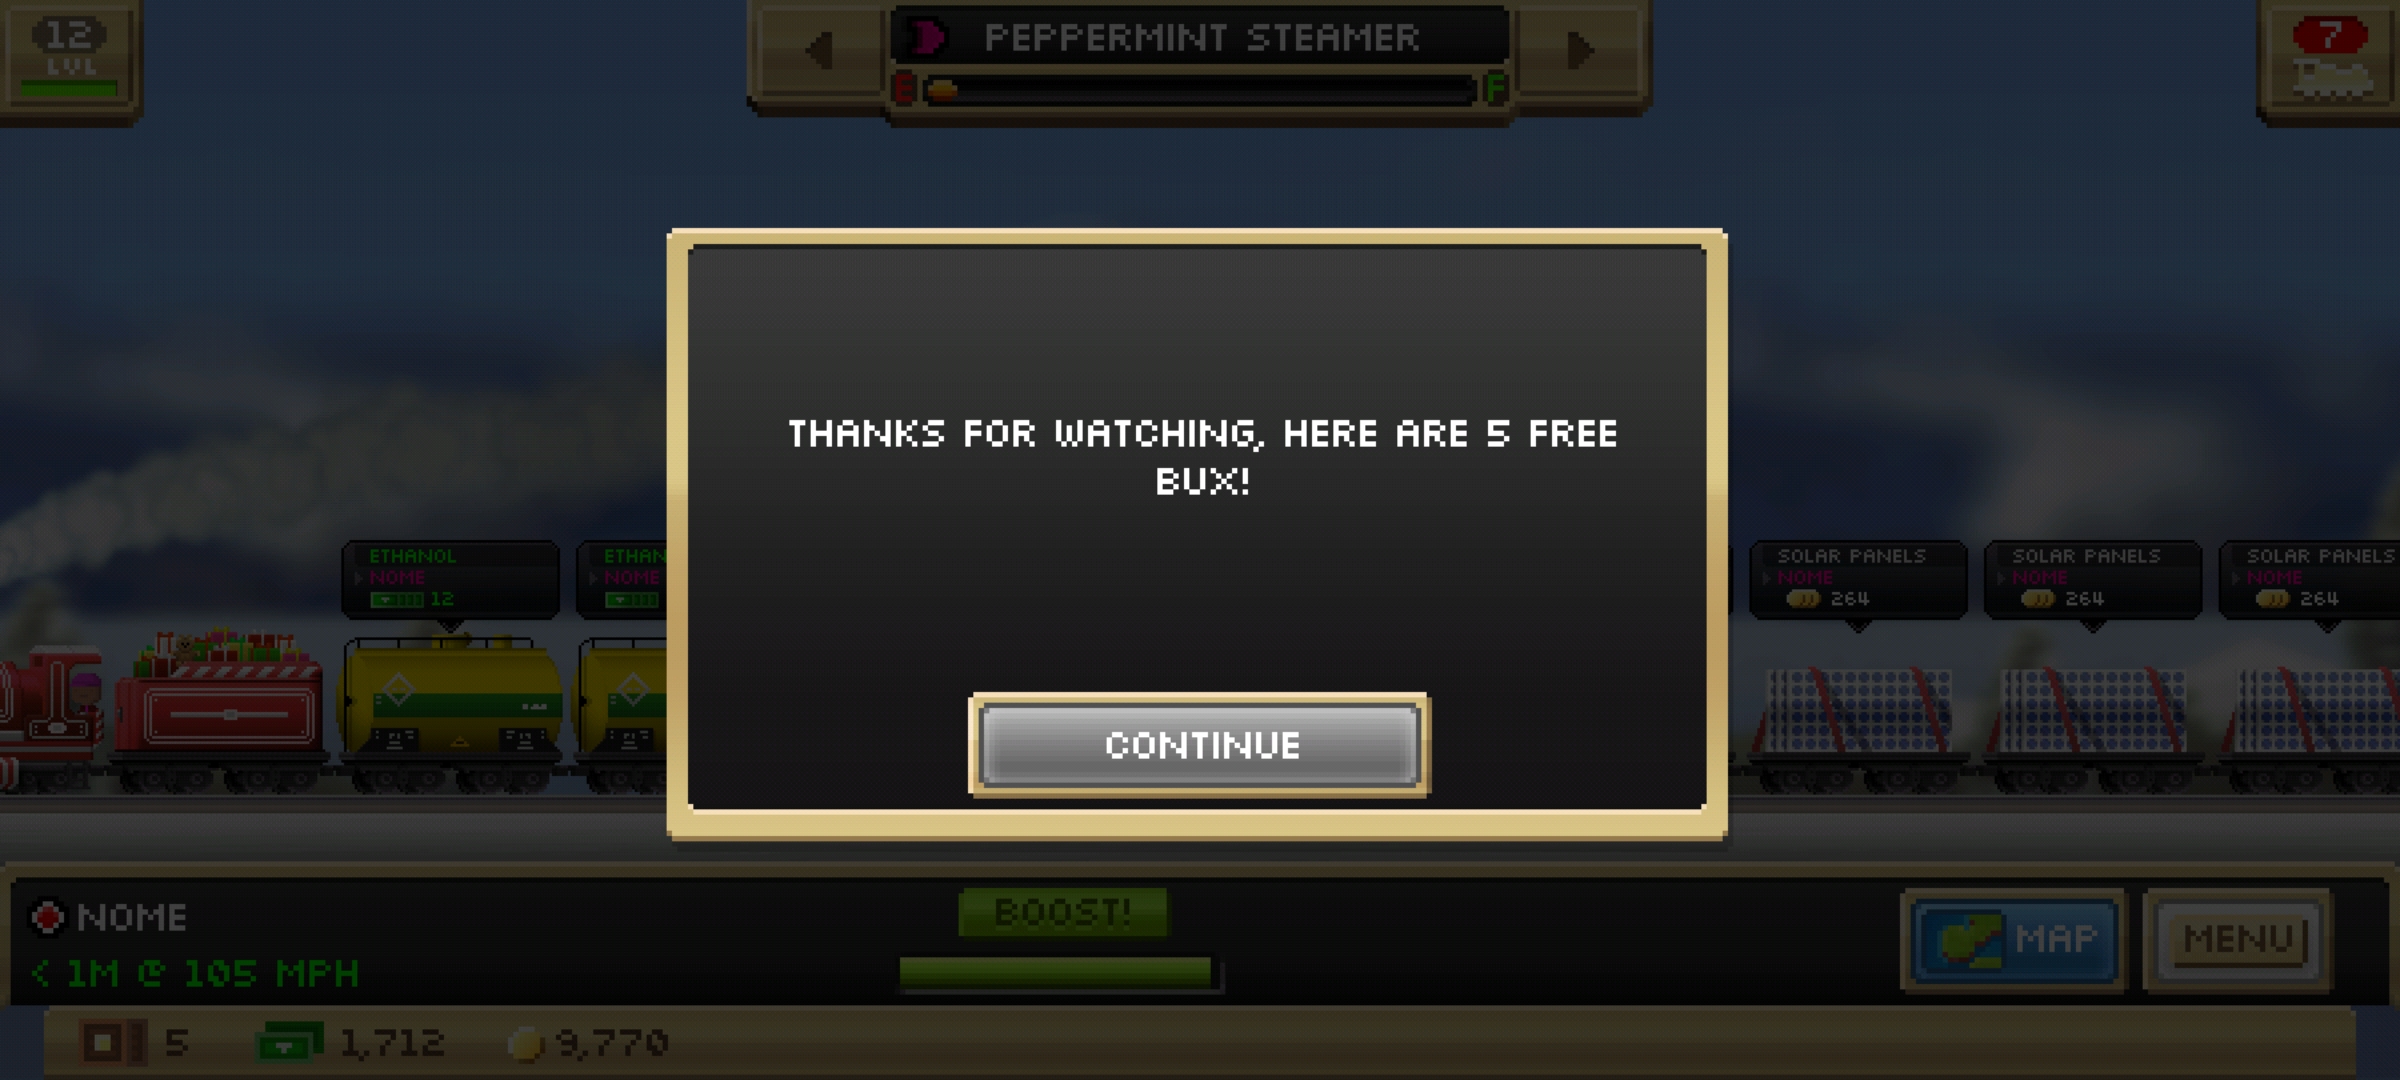 12
LVL
PEPPERMINT STEAMER
E
F
7
THANKS FOR WATCHING, HERE ARE 5 FREE
BUX!
CONTINUE
ETHANOL
NOME
12
ETHAN
NOME
SOLAR PANELS
NOME
264
SOLAR PANELS
NOME
264
SOLAR PANELS
NOME
264
NOME
< 1M @ 105 MPH
BOOST!
MAP
MENU
5
1,712
9,770